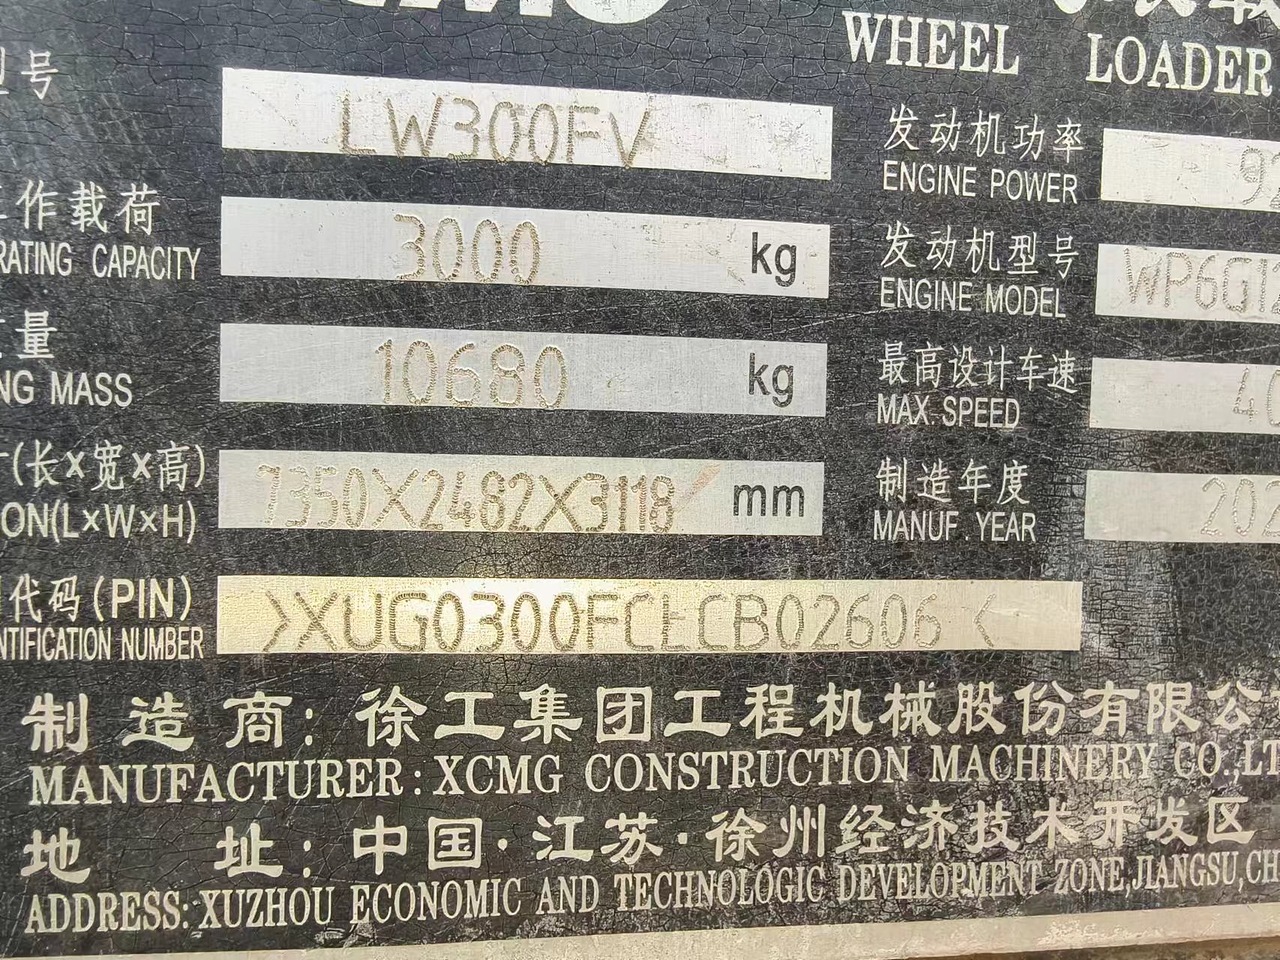 WHEEL LOADER
号
LW300FV
发动机功率
ENGINE POWER
92
作载荷
RATING CAPACITY
3000 kg
发动机型号
ENGINE MODEL
WP6G12
量
NG MASS
10680 kg
最高设计车速
MAX. SPEED
40
(长×宽×高)
ION(L×W×H)
7350X2482X3118 mm
制造年度
MANUF.YEAR
202
代码(PIN)
NTIFICATION NUMBER
>XUG0300FCLCB02606<
制造商:徐工集团工程机械股份有限公
MANUFACTURER: XCMG CONSTRUCTION MACHINERY CO.,LT
地址:中国·江苏·徐州经济技术开发区
ADDRESS: XUZHOU ECONOMIC AND TECHNOLOGIC DEVELOPMENT ZONE,JIANGSU,CH